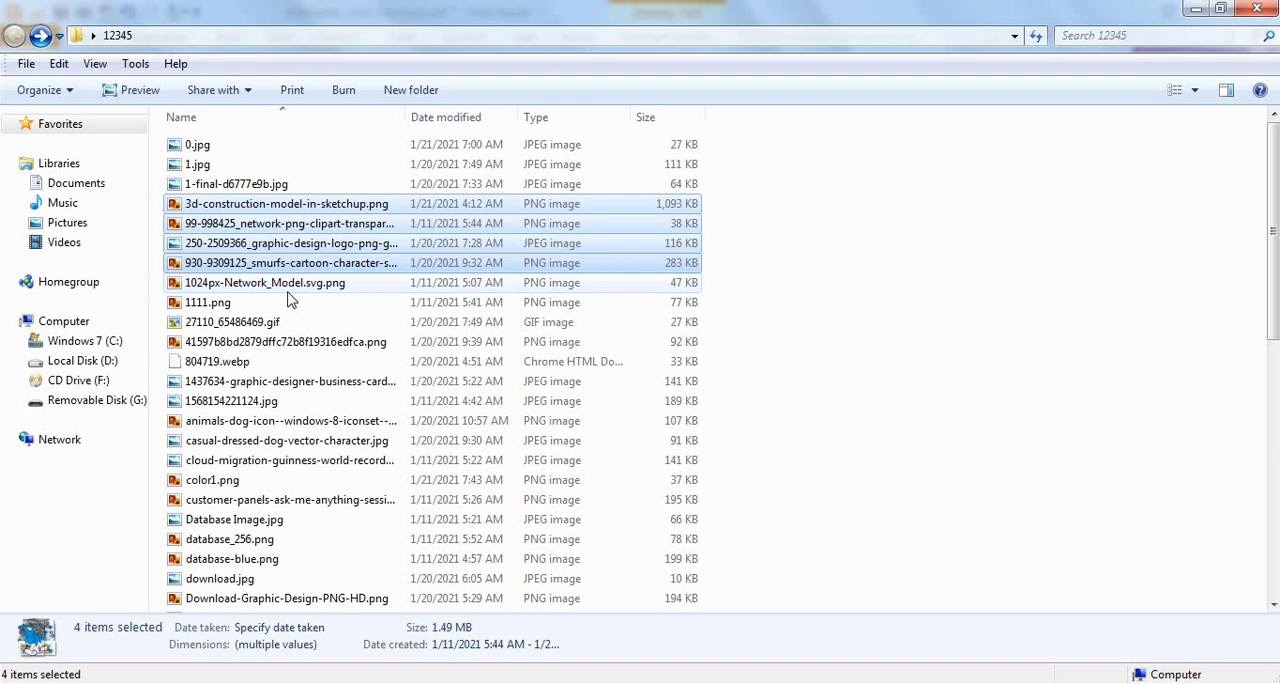 12345
Search 12345
File Edit View Tools Help
Organize Preview Share with Print Burn New folder
Name Date modified Type Size
Favorites
Libraries
Documents
Music
Pictures
Videos
Homegroup
Computer
Windows 7 (C:)
Local Disk (D:)
CD Drive (F:)
Removable Disk (G:)
Network
0.jpg 1/21/2021 7:00 AM JPEG image 27 KB
1.jpg 1/20/2021 7:49 AM JPEG image 111 KB
1-final-d6777e9b.jpg 1/20/2021 7:33 AM JPEG image 64 KB
3d-construction-model-in-sketchup.png 1/21/2021 4:12 AM PNG image 1,093 KB
99-998425_network-png-clipart-transpar... 1/11/2021 5:44 AM PNG image 38 KB
250-2509366_graphic-design-logo-png-g... 1/20/2021 7:28 AM JPEG image 116 KB
930-9309125_smurfs-cartoon-character-s... 1/20/2021 9:32 AM PNG image 283 KB
1024px-Network_Model.svg.png 1/11/2021 5:07 AM PNG image 47 KB
1111.png 1/11/2021 5:41 AM PNG image 77 KB
27110_65486469.gif 1/20/2021 7:49 AM GIF image 27 KB
41597b8bd2879dffc72b8f19316edfca.png 1/20/2021 9:39 AM PNG image 92 KB
804719.webp 1/20/2021 4:51 AM Chrome HTML Do... 33 KB
1437634-graphic-designer-business-card... 1/20/2021 5:22 AM JPEG image 141 KB
1568154221124.jpg 1/11/2021 4:42 AM JPEG image 189 KB
animals-dog-icon--windows-8-iconset--... 1/20/2021 10:57 AM PNG image 107 KB
casual-dressed-dog-vector-character.jpg 1/20/2021 9:30 AM JPEG image 91 KB
cloud-migration-guinness-world-record... 1/11/2021 5:22 AM JPEG image 141 KB
color1.png 1/21/2021 7:43 AM PNG image 37 KB
customer-panels-ask-me-anything-sessi... 1/11/2021 5:26 AM PNG image 195 KB
Database Image.jpg 1/11/2021 5:21 AM JPEG image 66 KB
database_256.png 1/11/2021 5:52 AM PNG image 78 KB
database-blue.png 1/11/2021 4:57 AM PNG image 199 KB
download.jpg 1/20/2021 6:05 AM JPEG image 10 KB
Download-Graphic-Design-PNG-HD.png 1/20/2021 5:29 AM PNG image 194 KB
4 items selected Date taken: Specify date taken Size: 1.49 MB
Dimensions: (multiple values) Date created: 1/11/2021 5:44 AM - 1/2...
4 items selected Computer